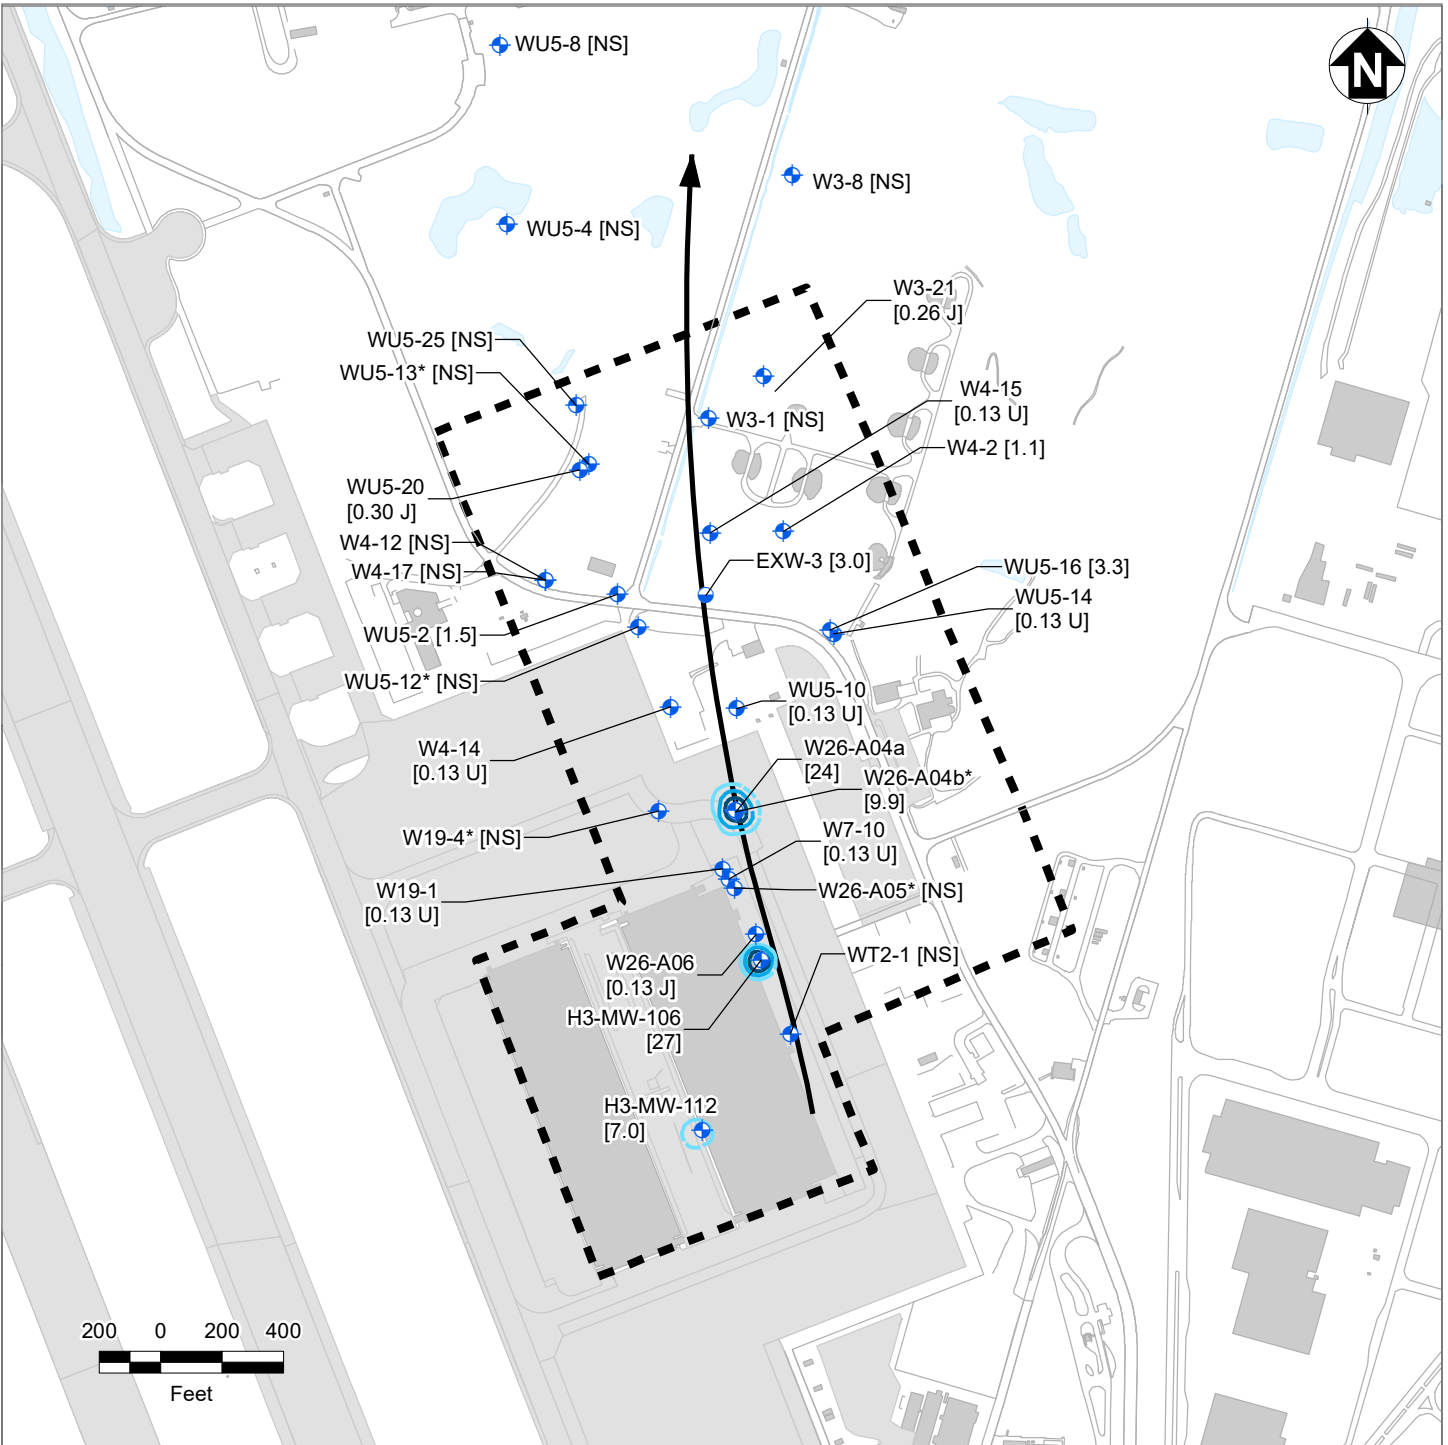 WU5-8 [NS]
N
W3-8 [NS]
WU5-4 [NS]
W3-21
[0.26 J]
WU5-25 [NS]
WU5-13* [NS]
W4-15
[0.13 U]
W3-1 [NS]
W4-2 [1.1]
WU5-20
[0.30 J]
W4-12 [NS]
EXW-3 [3.0]
W4-17 [NS]
WU5-16 [3.3]
WU5-14
[0.13 U]
WU5-2 [1.5]
WU5-12* [NS]
WU5-10
[0.13 U]
W4-14
[0.13 U]
W26-A04a
[24]
W26-A04b*
[9.9]
W19-4* [NS]
W7-10
[0.13 U]
W19-1
[0.13 U]
W26-A05* [NS]
W26-A06
[0.13 J]
WT2-1 [NS]
H3-MW-106
[27]
H3-MW-112
[7.0]
200 0 200 400
Feet